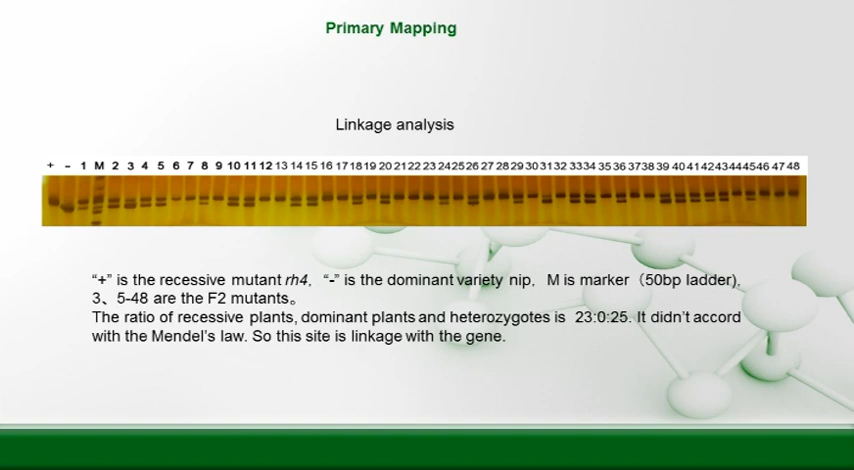 Primary Mapping
Linkage analysis
+ - 1 M 2 3 4 5 6 7 8 9 10 11 12 13 14 15 16 17 18 19 20 21 22 23 24 25 26 27 28 29 30 31 32 33 34 35 36 37 38 39 40 41 42 43 44 45 46 47 48
“+” is the recessive mutant rh4, “-” is the dominant variety nip, M is marker（50bp ladder),
3、5-48 are the F2 mutants。
The ratio of recessive plants, dominant plants and heterozygotes is 23:0:25. It didn’t accord
with the Mendel’s law. So this site is linkage with the gene.